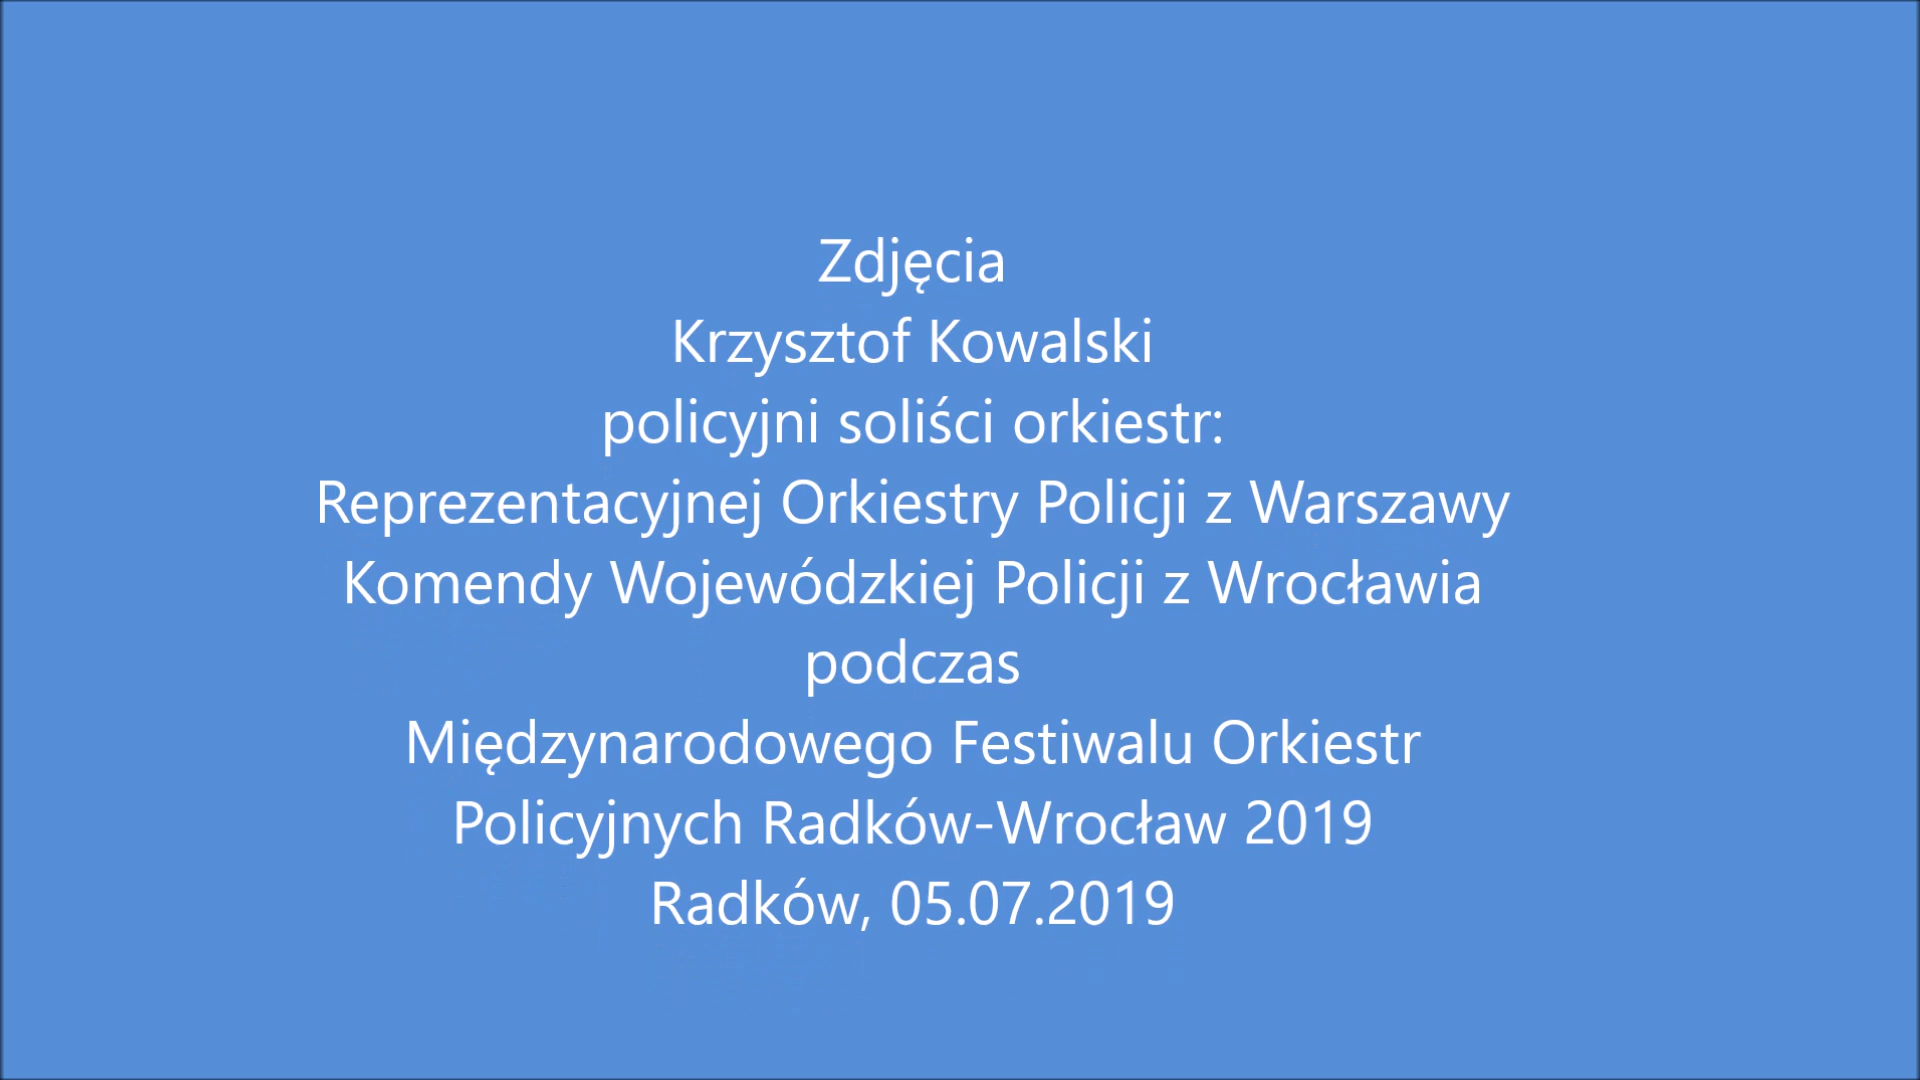 Zdjęcia
Krzysztof Kowalski
policyjni soliści orkiestr:
Reprezentacyjnej Orkiestry Policji z Warszawy
Komendy Wojewódzkiej Policji z Wrocławia
podczas
Międzynarodowego Festiwalu Orkiestr
Policyjnych Radków-Wrocław 2019
Radków, 05.07.2019